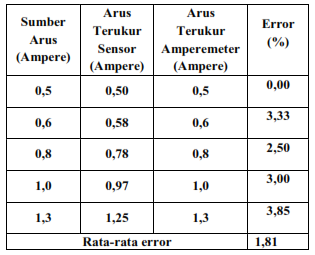 Sumber Arus (Ampere) | Arus Terukur Sensor (Ampere) | Arus Terukur Amperemeter (Ampere) | Error (%)
0,5 | 0,50 | 0,5 | 0,00
0,6 | 0,58 | 0,6 | 3,33
0,8 | 0,78 | 0,8 | 2,50
1,0 | 0,97 | 1,0 | 3,00
1,3 | 1,25 | 1,3 | 3,85
Rata-rata error | 1,81